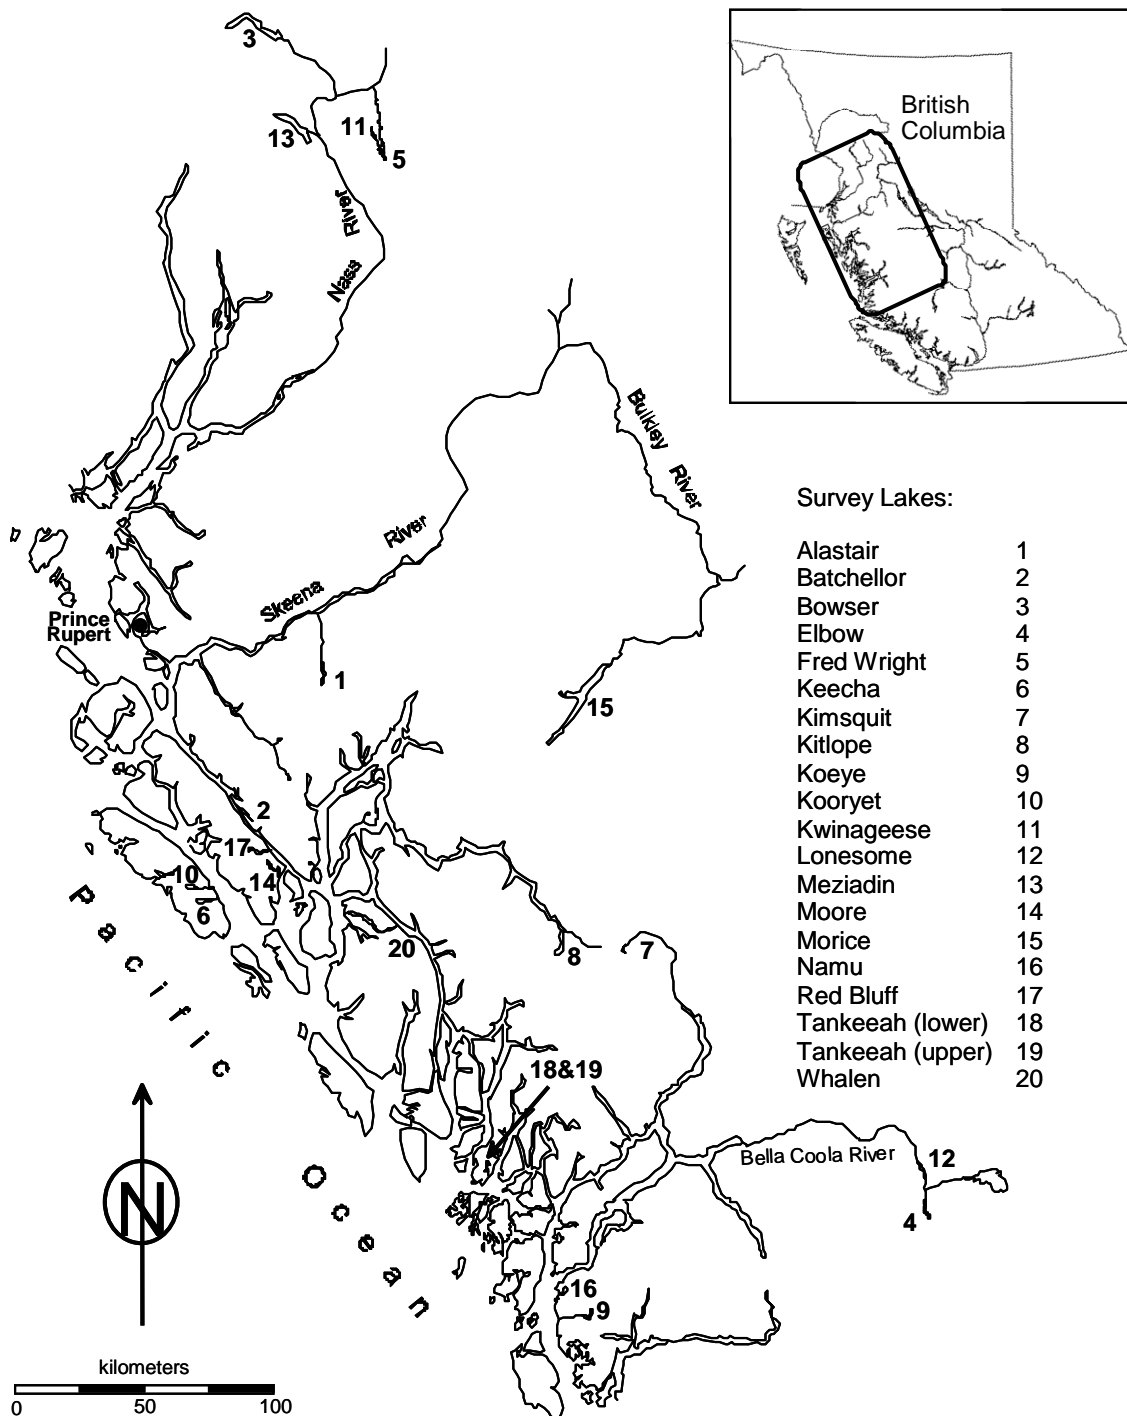 3
13
11
5
Nass River
British
Columbia
Bulkley River
Skeena River
Prince
Rupert
1
15
2
17
10
14
6
20
8
7
Pacific Ocean
18&19
Bella Coola River
12
4
16
9
N
kilometers
0 50 100
Survey Lakes:
Alastair 1
Batchellor 2
Bowser 3
Elbow 4
Fred Wright 5
Keecha 6
Kimsquit 7
Kitlope 8
Koeye 9
Kooryet 10
Kwinageese 11
Lonesome 12
Meziadin 13
Moore 14
Morice 15
Namu 16
Red Bluff 17
Tankeeah (lower) 18
Tankeeah (upper) 19
Whalen 20